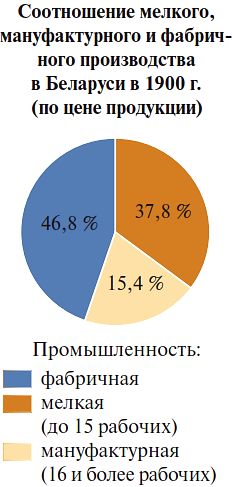 Соотношение мелкого,
мануфактурного и фабрич-
ного производства
в Беларуси в 1900 г.
(по цене продукции)
46,8 %
37,8 %
15,4 %
Промышленность:
фабричная
мелкая
(до 15 рабочих)
мануфактурная
(16 и более рабочих)